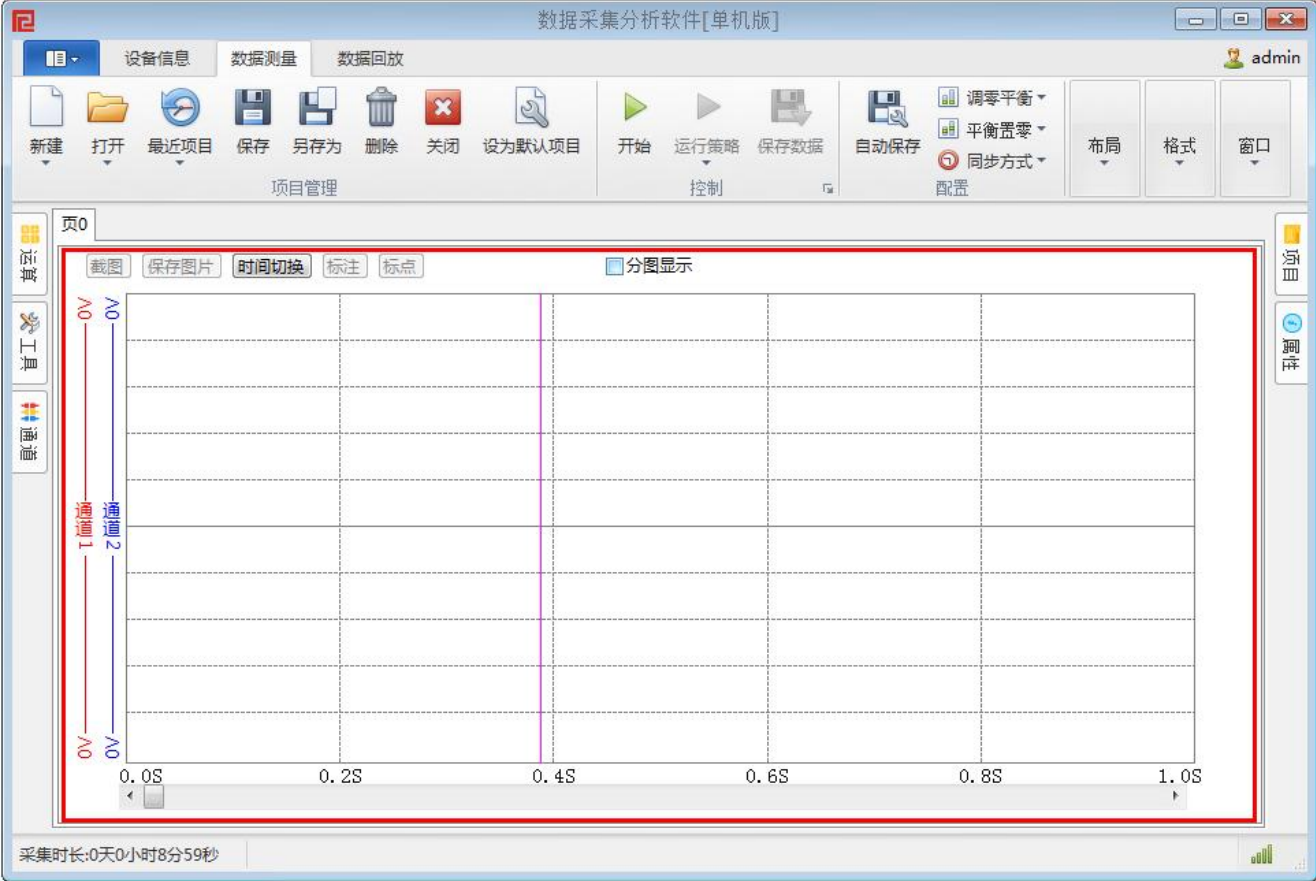 数据采集分析软件[单机版]
设备信息 数据测量 数据回放 admin
新建 打开 最近项目 保存 另存为 删除 关闭 设为默认项目 开始 运行策略 保存数据 自动保存 调零平衡 布局 格式 窗口
平衡置零
同步方式
项目管理 控制 配置
页0
运算
工具
通道
截图 保存图片 时间切换 标注 标点 分图显示
0V 0V
通道1 通道2
0V 0V
0.0S 0.2S 0.4S 0.6S 0.8S 1.0S
项目
属性
采集时长:0天0小时8分59秒